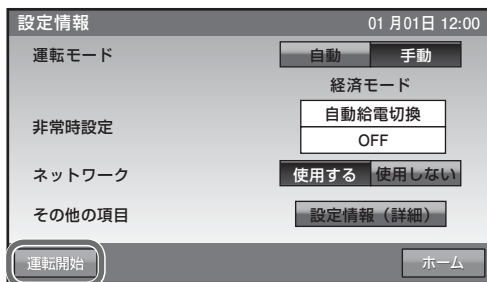 設定情報 01月01日 12:00
運転モード 自動 手動
経済モード
非常時設定 自動給電切換
OFF
ネットワーク 使用する 使用しない
その他の項目 設定情報（詳細）
運転開始 ホーム